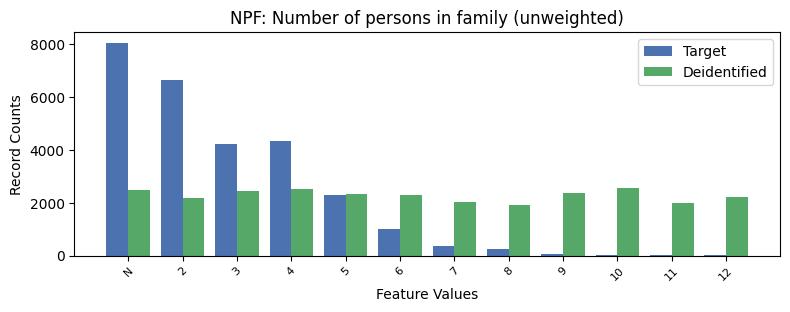 NPF: Number of persons in family (unweighted)
Target
Deidentified
Record Counts
8000
6000
4000
2000
0
N 2 3 4 5 6 7 8 9 10 11 12
Feature Values